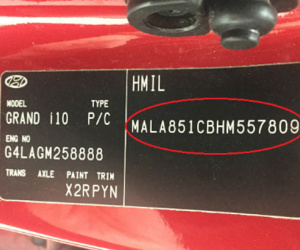 HMIL
MODEL TYPE
GRAND i10 P/C
MALA851CBHM557809
ENG NO
G4LAGM258888
TRANS AXLE PAINT TRIM
X2RPYN